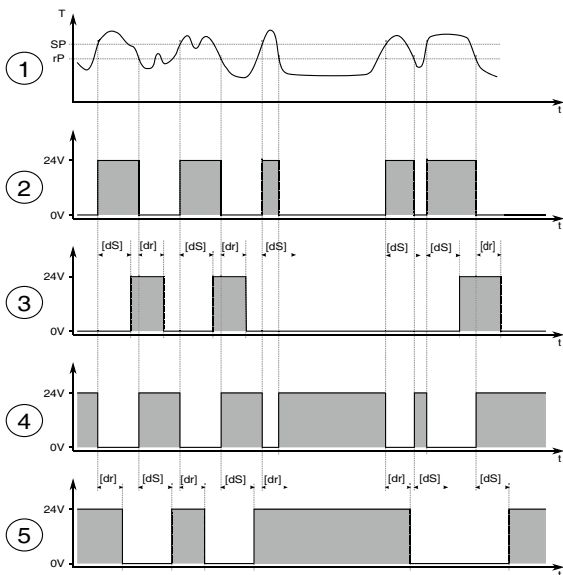 T
SP
rP
1
t
24V
2
0V
t
[dS] [dr] [dS] [dr] [dS] [dS] [dS] [dr]
24V
3
0V
t
24V
4
0V
t
[dr] [dS] [dr] [dS] [dr] [dr] [dS] [dS]
24V
5
0V
t